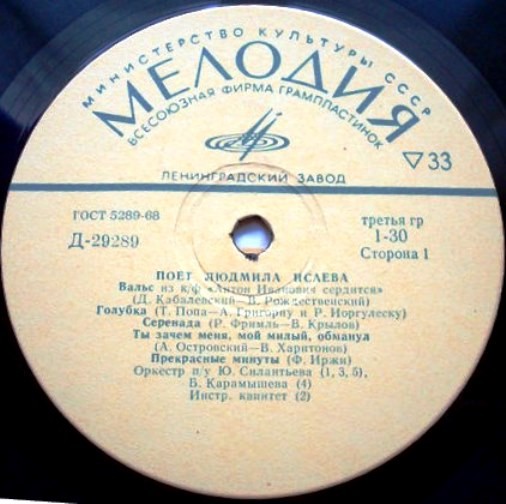 МИНИСТЕРСТВО КУЛЬТУРЫ СССР
МЕЛОДИЯ
ВСЕСОЮЗНАЯ ФИРМА ГРАМПЛАСТИНОК
▽33
ЛЕНИНГРАДСКИЙ ЗАВОД
ГОСТ 5289-68
Д-29289
третья гр
1-30
Сторона 1
ПОЕТ ЛЮДМИЛА ИСАЕВА
Вальс из к/ф «Антон Иванович сердится»
(Д. Кабалевский—В. Рождественский)
Голубка (Т. Попа—А. Григориу и Р. Иоргулеску)
Серенада (Р. Фримль—В. Крылов)
Ты зачем меня, мой милый, обманул
(А. Островский—В. Харитонов)
Прекрасные минуты (Ф. Иржи)
Оркестр п/у Ю. Силантьева (1, 3, 5),
Б. Карамышева (4)
Инстр. квинтет (2)